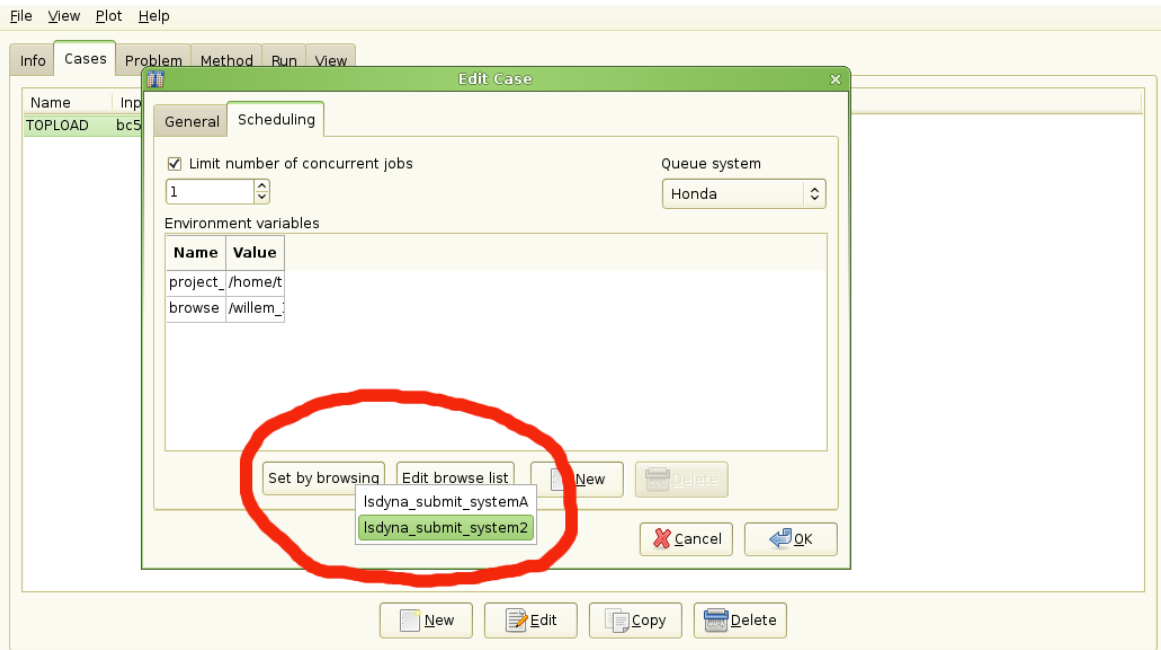 File View Plot Help
Info Cases Problem Method Run View
Edit Case
Name Inp
TOPLOAD bc5
General Scheduling
Limit number of concurrent jobs
Queue system
1
Honda
Environment variables
Name Value
project_ /home/t
browse /willem_
Set by browsing Edit browse list New Delete
lsdyna_submit_systemA
lsdyna_submit_system2
Cancel OK
New Edit Copy Delete